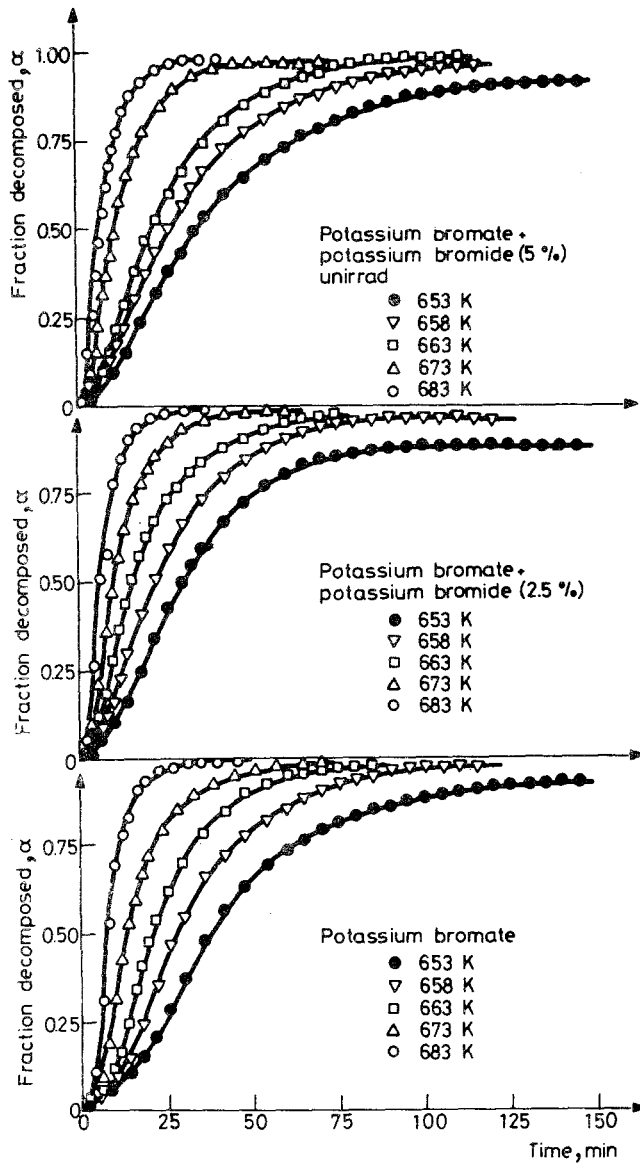 Fraction decomposed, α
1.00
0.75
0.50
0.25
0
Potassium bromate +
potassium bromide (5 %)
unirrad
653 K
658 K
663 K
673 K
683 K
Fraction decomposed, α
0.75
0.50
0.25
0
Potassium bromate +
potassium bromide (2.5 %)
653 K
658 K
663 K
673 K
683 K
Fraction decomposed, α
0.75
0.50
0.25
0
Potassium bromate
653 K
658 K
663 K
673 K
683 K
25 50 75 100 125 150
Time, min